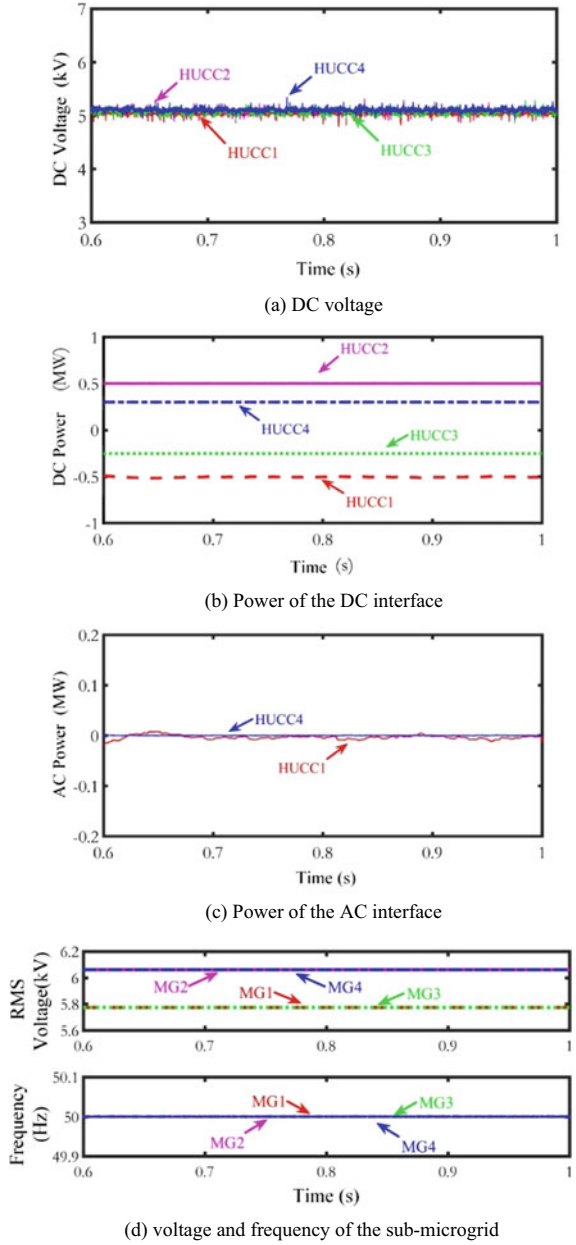 7
6
5
4
3
DC Voltage (kV)
HUCC2
HUCC4
HUCC1
HUCC3
0.6 0.7 0.8 0.9 1
Time (s)
(a) DC voltage
1
0.5
0
-0.5
-1
DC Power (MW)
HUCC2
HUCC4
HUCC3
HUCC1
0.6 0.7 0.8 0.9 1
Time (s)
(b) Power of the DC interface
0.2
0.1
0
-0.1
-0.2
AC Power (MW)
HUCC4
HUCC1
0.6 0.7 0.8 0.9 1
Time (s)
(c) Power of the AC interface
6.2
6
5.8
5.6
RMS
Voltage(kV)
MG2 MG4
MG1 MG3
0.6 0.7 0.8 0.9 1
50.1
50
49.9
Frequency
(Hz)
MG1 MG3
MG2 MG4
0.6 0.7 0.8 0.9 1
Time (s)
(d) voltage and frequency of the sub-microgrid